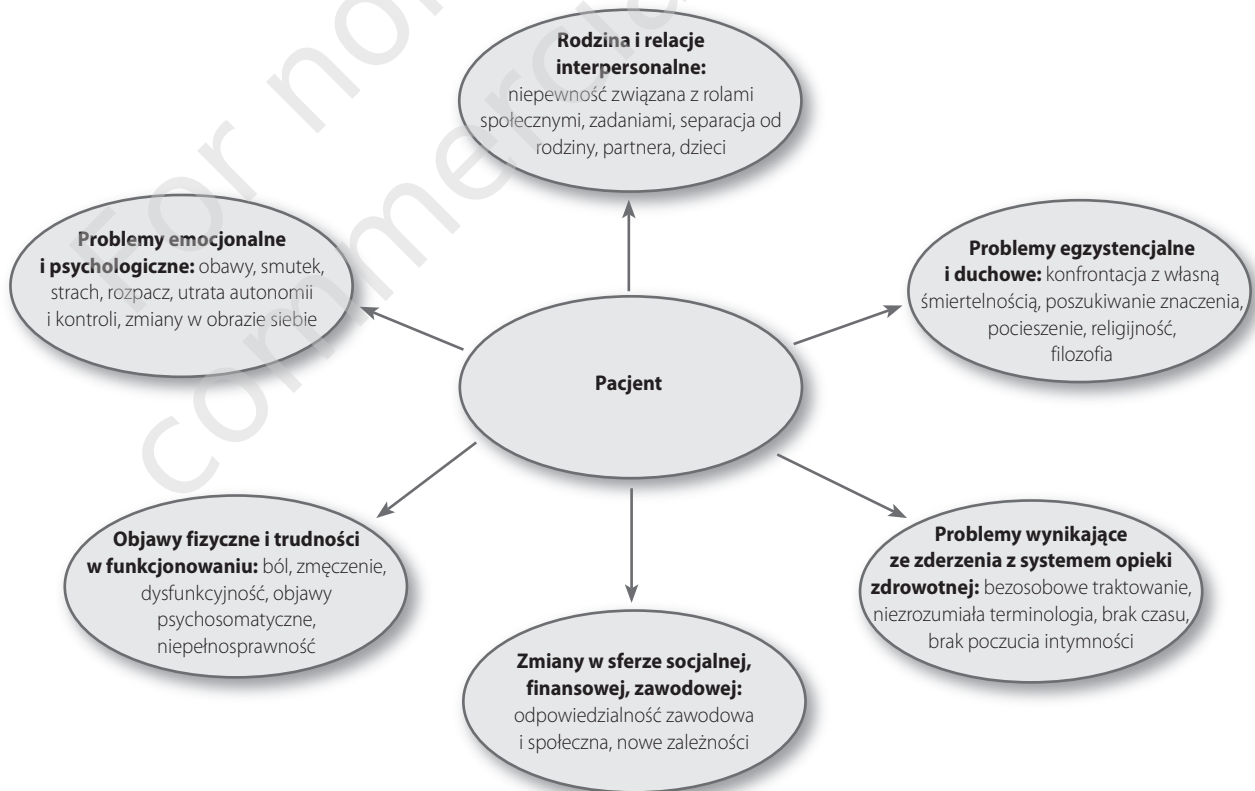 Rodzina i relacje
interpersonalne:
niepewność związana z rolami
społecznymi, zadaniami, separacja od
rodziny, partnera, dzieci
Problemy emocjonalne
i psychologiczne: obawy, smutek,
strach, rozpacz, utrata autonomii
i kontroli, zmiany w obrazie siebie
Problemy egzystencjalne
i duchowe: konfrontacja z własną
śmiertelnością, poszukiwanie znaczenia,
pocieszenie, religijność,
filozofia
Pacjent
Objawy fizyczne i trudności
w funkcjonowaniu: ból, zmęczenie,
dysfunkcyjność, objawy
psychosomatyczne,
niepełnosprawność
Problemy wynikające
ze zderzenia z systemem opieki
zdrowotnej: bezosobowe traktowanie,
niezrozumiała terminologia, brak czasu,
brak poczucia intymności
Zmiany w sferze socjalnej,
finansowej, zawodowej:
odpowiedzialność zawodowa
i społeczna, nowe zależności
For no
commercia